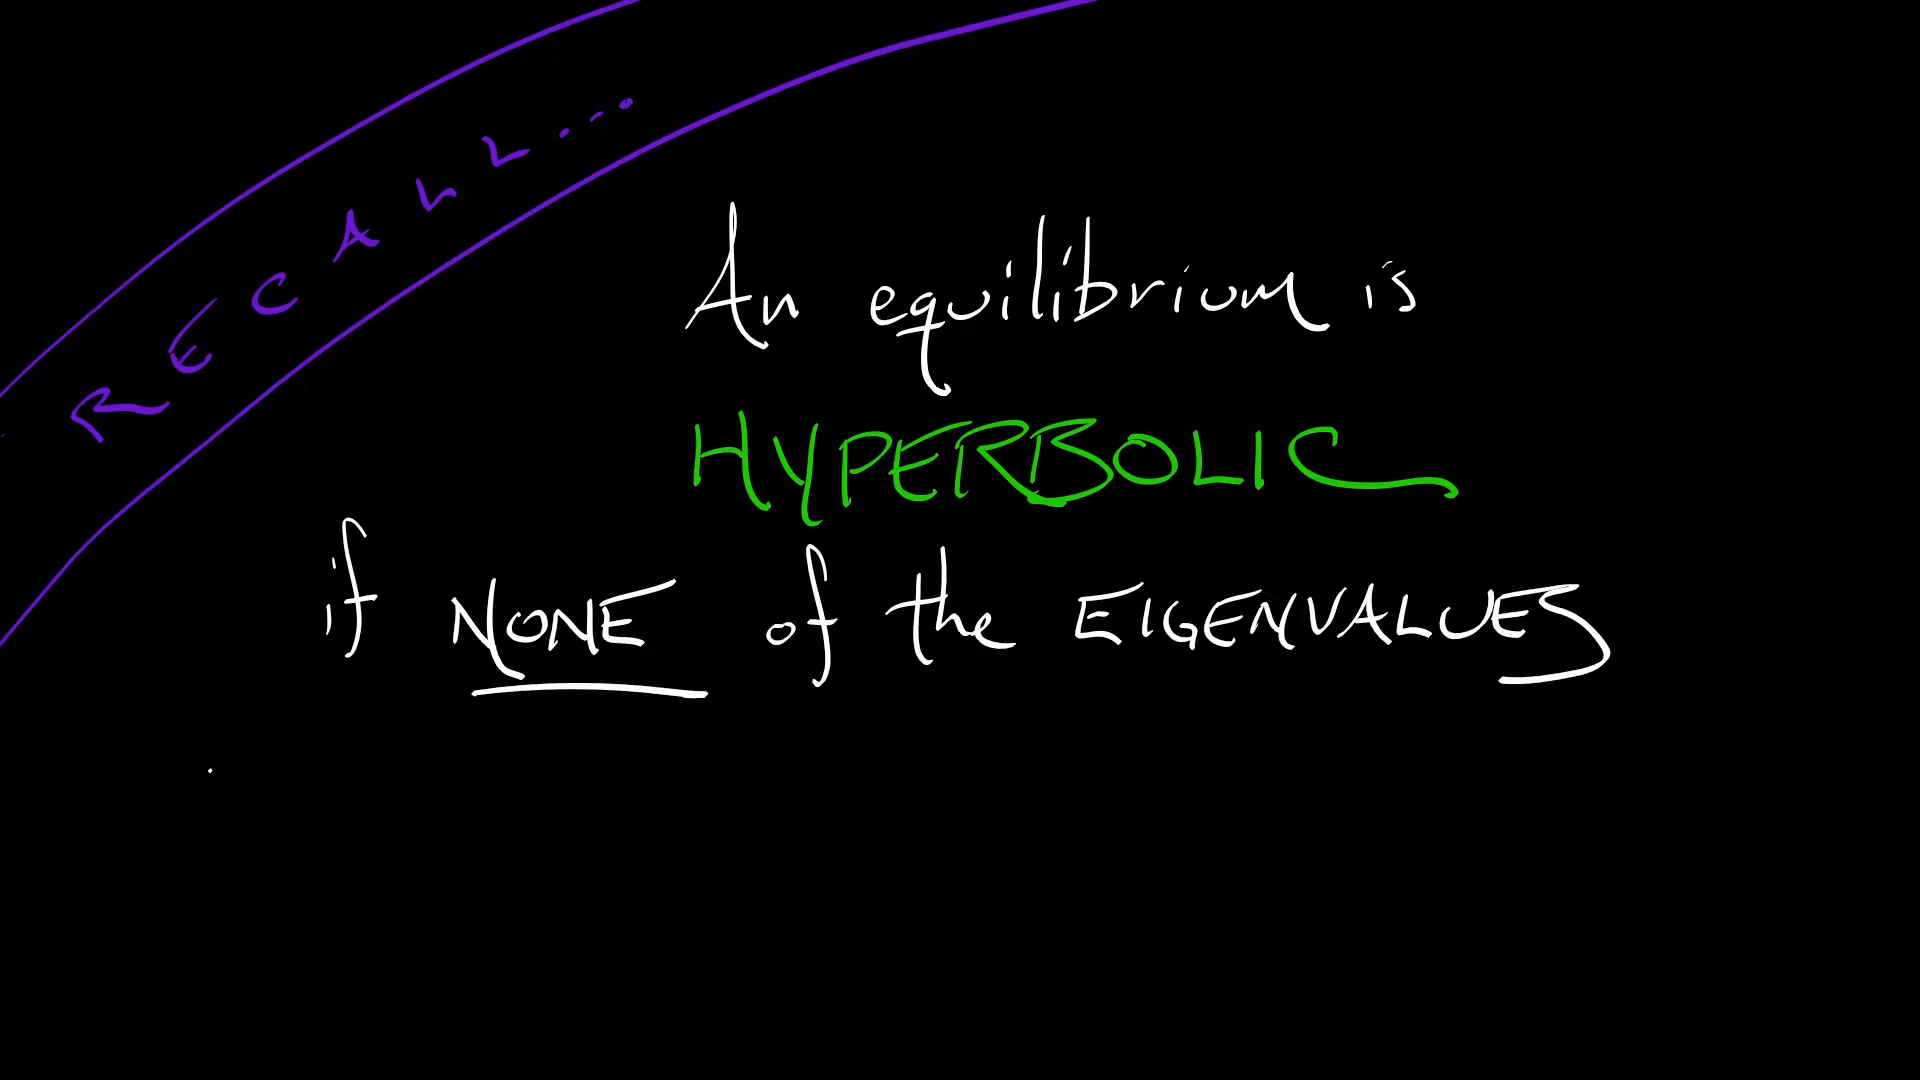 RECALL...
An equilibrium is
HYPERBOLIC
if NONE of the EIGENVALUES